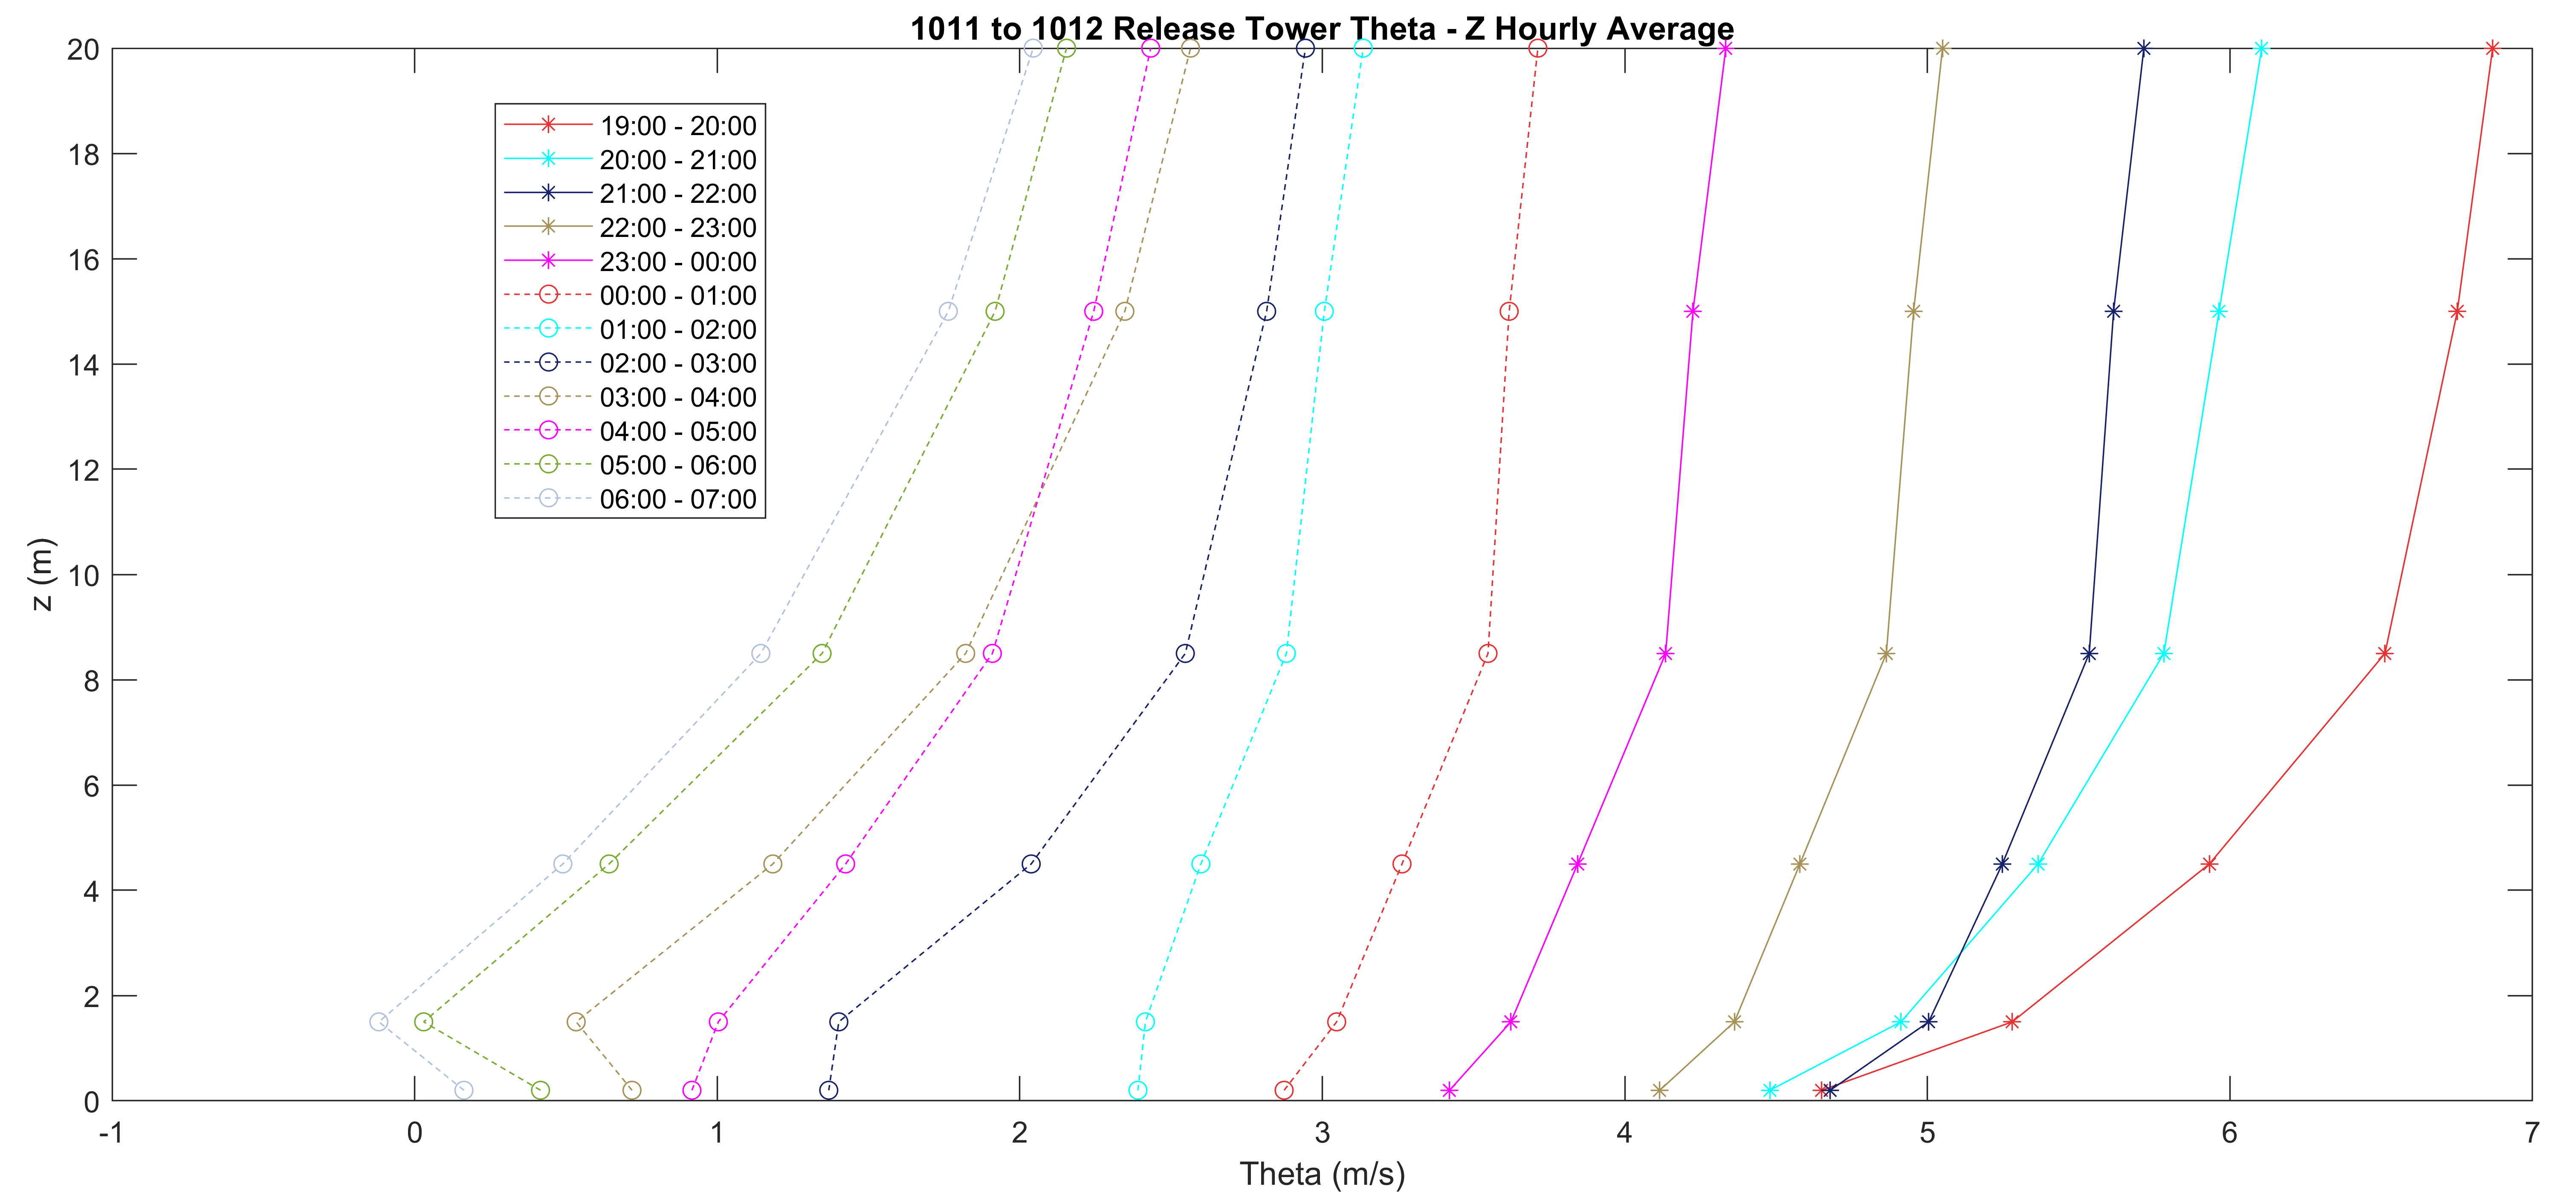 1011 to 1012 Release Tower Theta - Z Hourly Average
20
18
16
14
12
10
8
6
4
2
0
z (m)
19:00 - 20:00
20:00 - 21:00
21:00 - 22:00
22:00 - 23:00
23:00 - 00:00
00:00 - 01:00
01:00 - 02:00
02:00 - 03:00
03:00 - 04:00
04:00 - 05:00
05:00 - 06:00
06:00 - 07:00
-1 0 1 2 3 4 5 6 7
Theta (m/s)